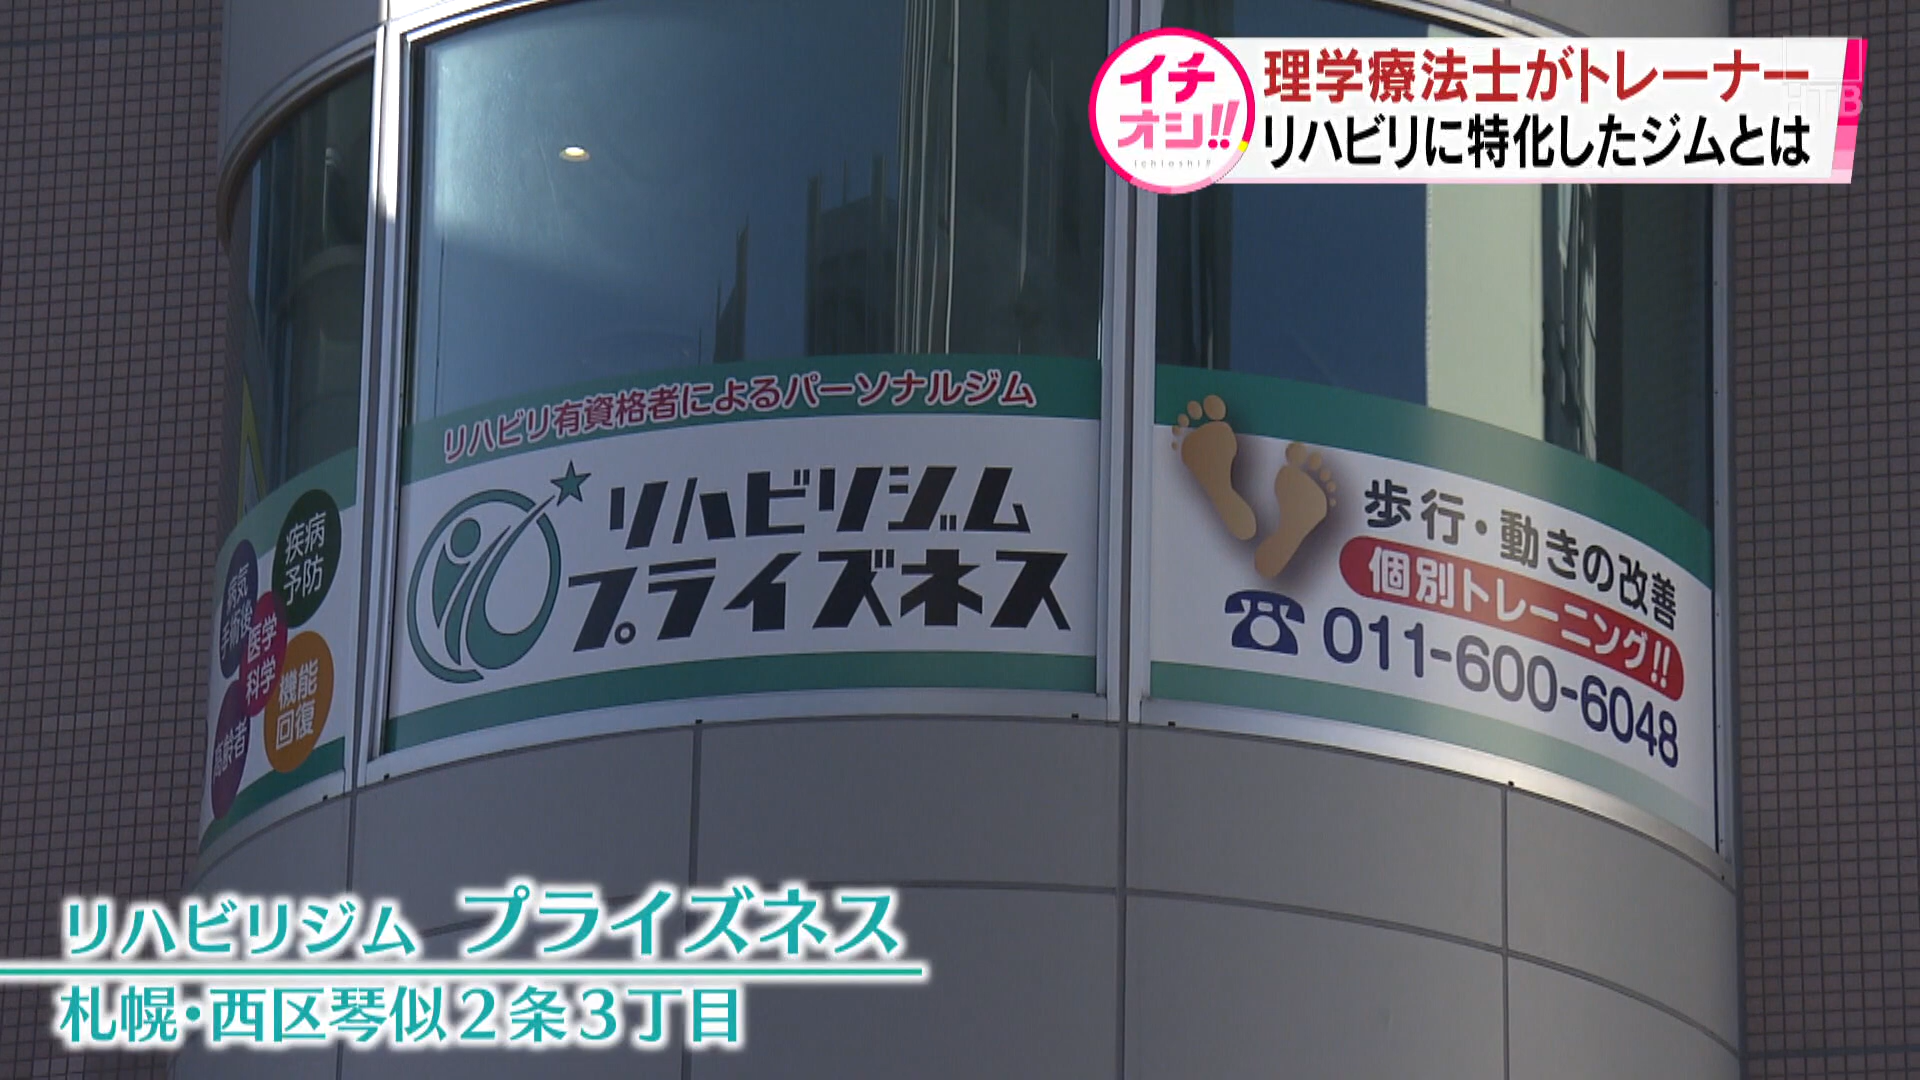 イチオシ!!
ichioshi!!
理学療法士がトレーナー
リハビリに特化したジムとは
HTB
リハビリ有資格者によるパーソナルジム
リハビリジム
プライズネス
歩行・動きの改善
個別トレーニング!!
011-600-6048
疾病
予防
病気
手術後
医学
科学
機能
回復
高齢者
リハビリジム プライズネス
札幌・西区琴似2条3丁目